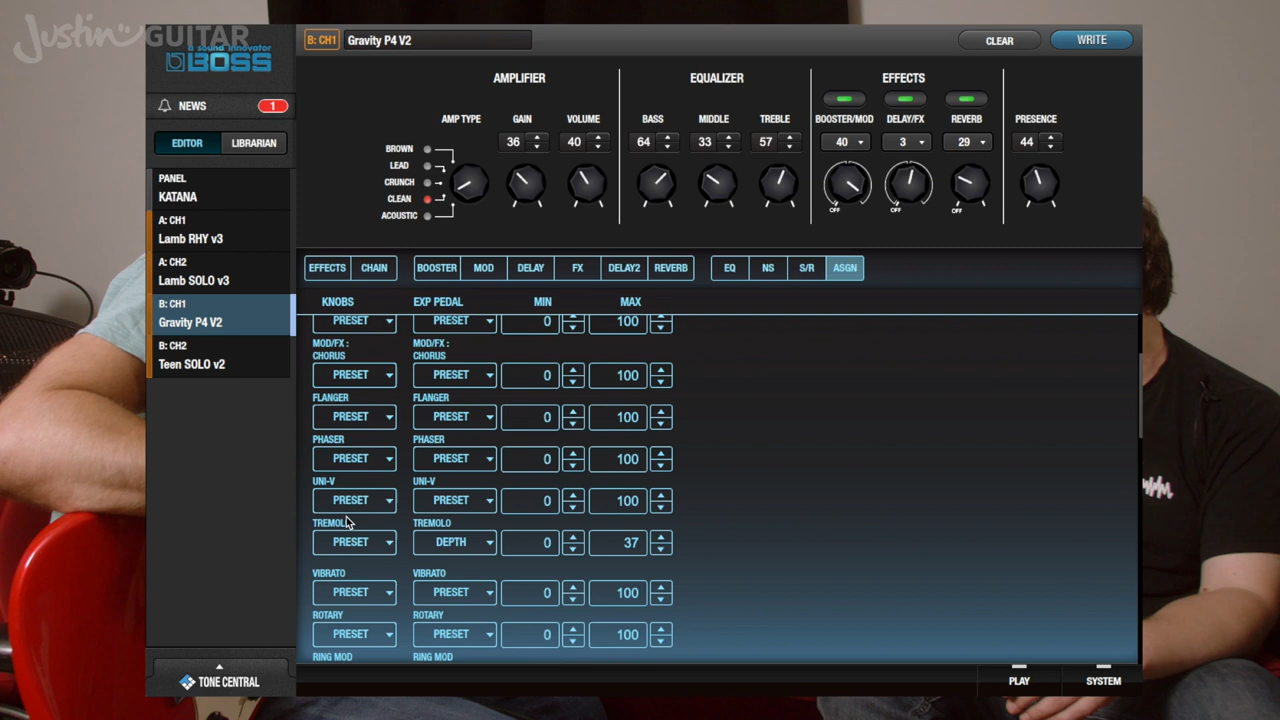 Justin GUITAR
a sound innovator
BOSS
NEWS 1
EDITOR LIBRARIAN
PANEL
KATANA
A: CH1
Lamb RHY v3
A: CH2
Lamb SOLO v3
B: CH1
Gravity P4 V2
B: CH2
Teen SOLO v2
TONE CENTRAL
B: CH1 Gravity P4 V2 CLEAR WRITE
AMPLIFIER EQUALIZER EFFECTS
AMP TYPE GAIN VOLUME BASS MIDDLE TREBLE BOOSTER/MOD DELAY/FX REVERB PRESENCE
36 40 64 33 57 40 3 29 44
BROWN
LEAD
CRUNCH
CLEAN
ACOUSTIC
OFF OFF OFF
EFFECTS CHAIN BOOSTER MOD DELAY FX DELAY2 REVERB EQ NS S/R ASGN
KNOBS EXP PEDAL MIN MAX
PRESET PRESET 0 100
MOD/FX : MOD/FX :
CHORUS CHORUS
PRESET PRESET 0 100
FLANGER FLANGER
PRESET PRESET 0 100
PHASER PHASER
PRESET PRESET 0 100
UNI-V UNI-V
PRESET PRESET 0 100
TREMOLO TREMOLO
PRESET DEPTH 0 37
VIBRATO VIBRATO
PRESET PRESET 0 100
ROTARY ROTARY
PRESET PRESET 0 100
RING MOD RING MOD
PLAY SYSTEM